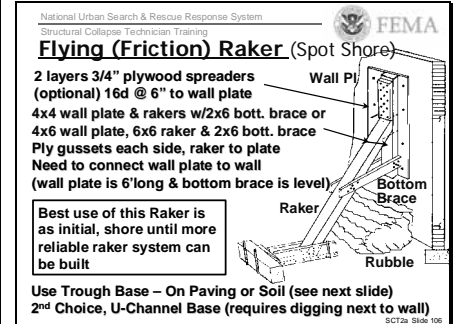 National Urban Search & Rescue Response System
Structural Collapse Technician Training
FEMA
Flying (Friction) Raker (Spot Shore)
2 layers 3/4” plywood spreaders
(optional) 16d @ 6” to wall plate
Wall Pl
4x4 wall plate & rakers w/2x6 bott. brace or
4x6 wall plate, 6x6 raker & 2x6 bott. brace
Ply gussets each side, raker to plate
Need to connect wall plate to wall
(wall plate is 6’long & bottom brace is level)
Bottom
Brace
Raker
Best use of this Raker is
as initial, shore until more
reliable raker system can
be built
Rubble
Use Trough Base – On Paving or Soil (see next slide)
2nd Choice, U-Channel Base (requires digging next to wall)
SCT2a Slide 106